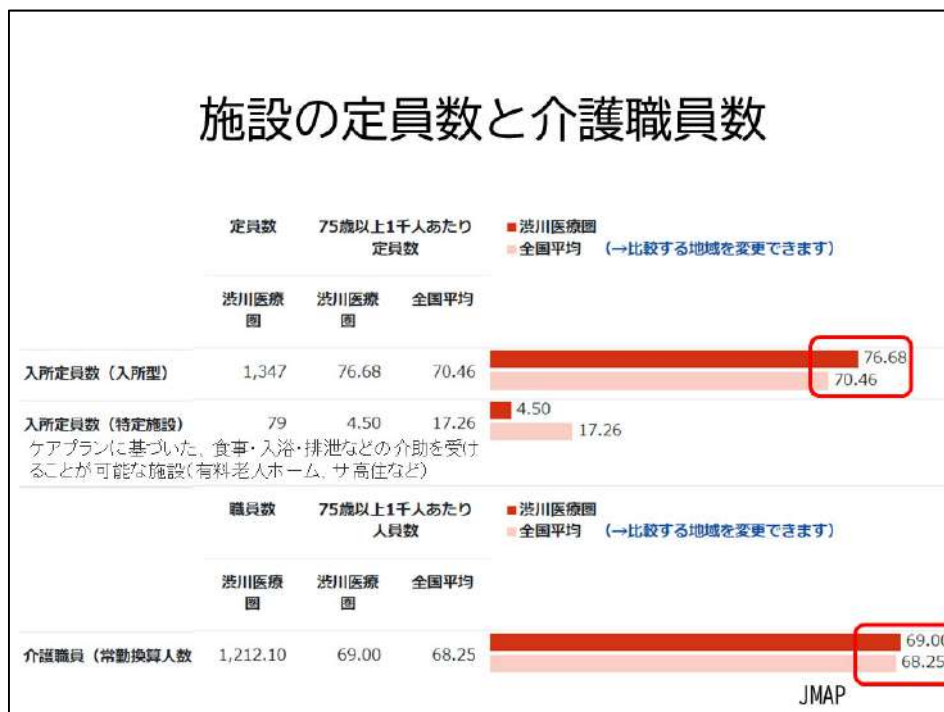 施設の定員数と介護職員数
定員数 75歳以上1千人あたり ■渋川医療圏
定員数 ■全国平均 (→比較する地域を変更できます)
渋川医療 渋川医療 全国平均
圏 圏
入所定員数（入所型） 1,347 76.68 70.46 76.68
70.46
入所定員数（特定施設） 79 4.50 17.26 4.50
17.26
ケアプランに基づいた、食事・入浴・排泄などの介助を受け
ることが可能な施設(有料老人ホーム、サ高住など)
職員数 75歳以上1千人あたり ■渋川医療圏
人員数 ■全国平均 (→比較する地域を変更できます)
渋川医療 渋川医療 全国平均
圏 圏
介護職員（常勤換算人数 1,212.10 69.00 68.25 69.00
68.25
JMAP